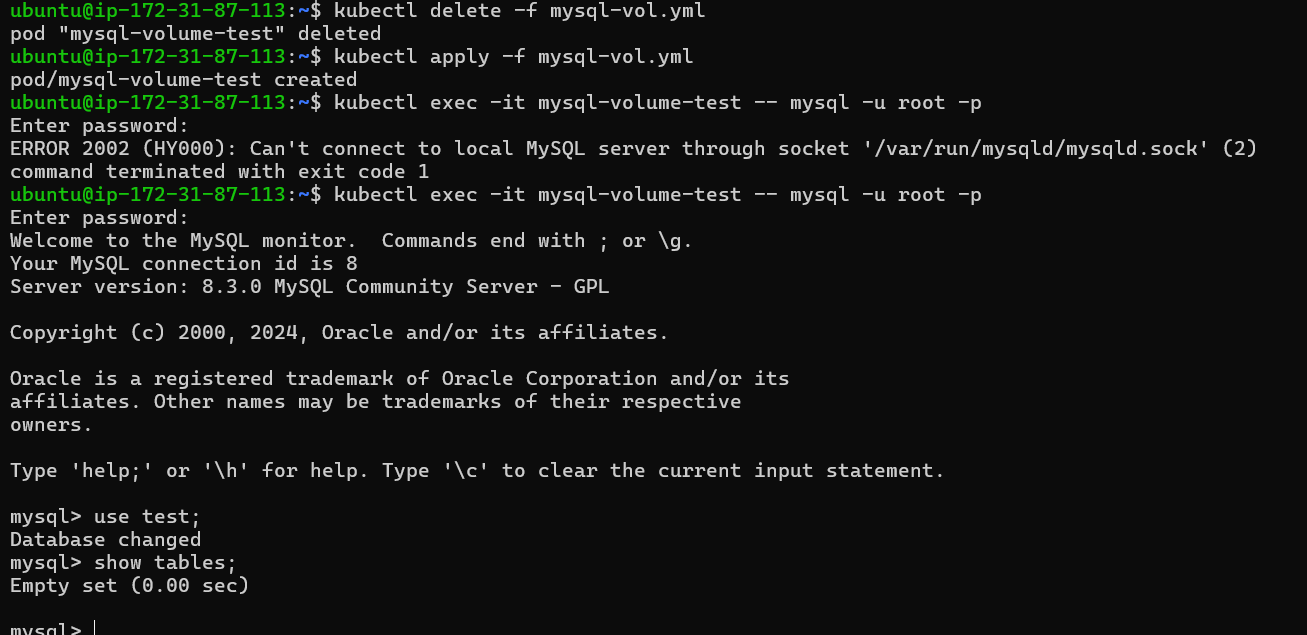 ubuntu@ip-172-31-87-113:~$ kubectl delete -f mysql-vol.yml
pod "mysql-volume-test" deleted
ubuntu@ip-172-31-87-113:~$ kubectl apply -f mysql-vol.yml
pod/mysql-volume-test created
ubuntu@ip-172-31-87-113:~$ kubectl exec -it mysql-volume-test -- mysql -u root -p
Enter password:
ERROR 2002 (HY000): Can't connect to local MySQL server through socket '/var/run/mysqld/mysqld.sock' (2)
command terminated with exit code 1
ubuntu@ip-172-31-87-113:~$ kubectl exec -it mysql-volume-test -- mysql -u root -p
Enter password:
Welcome to the MySQL monitor.  Commands end with ; or \g.
Your MySQL connection id is 8
Server version: 8.3.0 MySQL Community Server - GPL
Copyright (c) 2000, 2024, Oracle and/or its affiliates.
Oracle is a registered trademark of Oracle Corporation and/or its
affiliates. Other names may be trademarks of their respective
owners.
Type 'help;' or '\h' for help. Type '\c' to clear the current input statement.
mysql> use test;
Database changed
mysql> show tables;
Empty set (0.00 sec)
mysql>